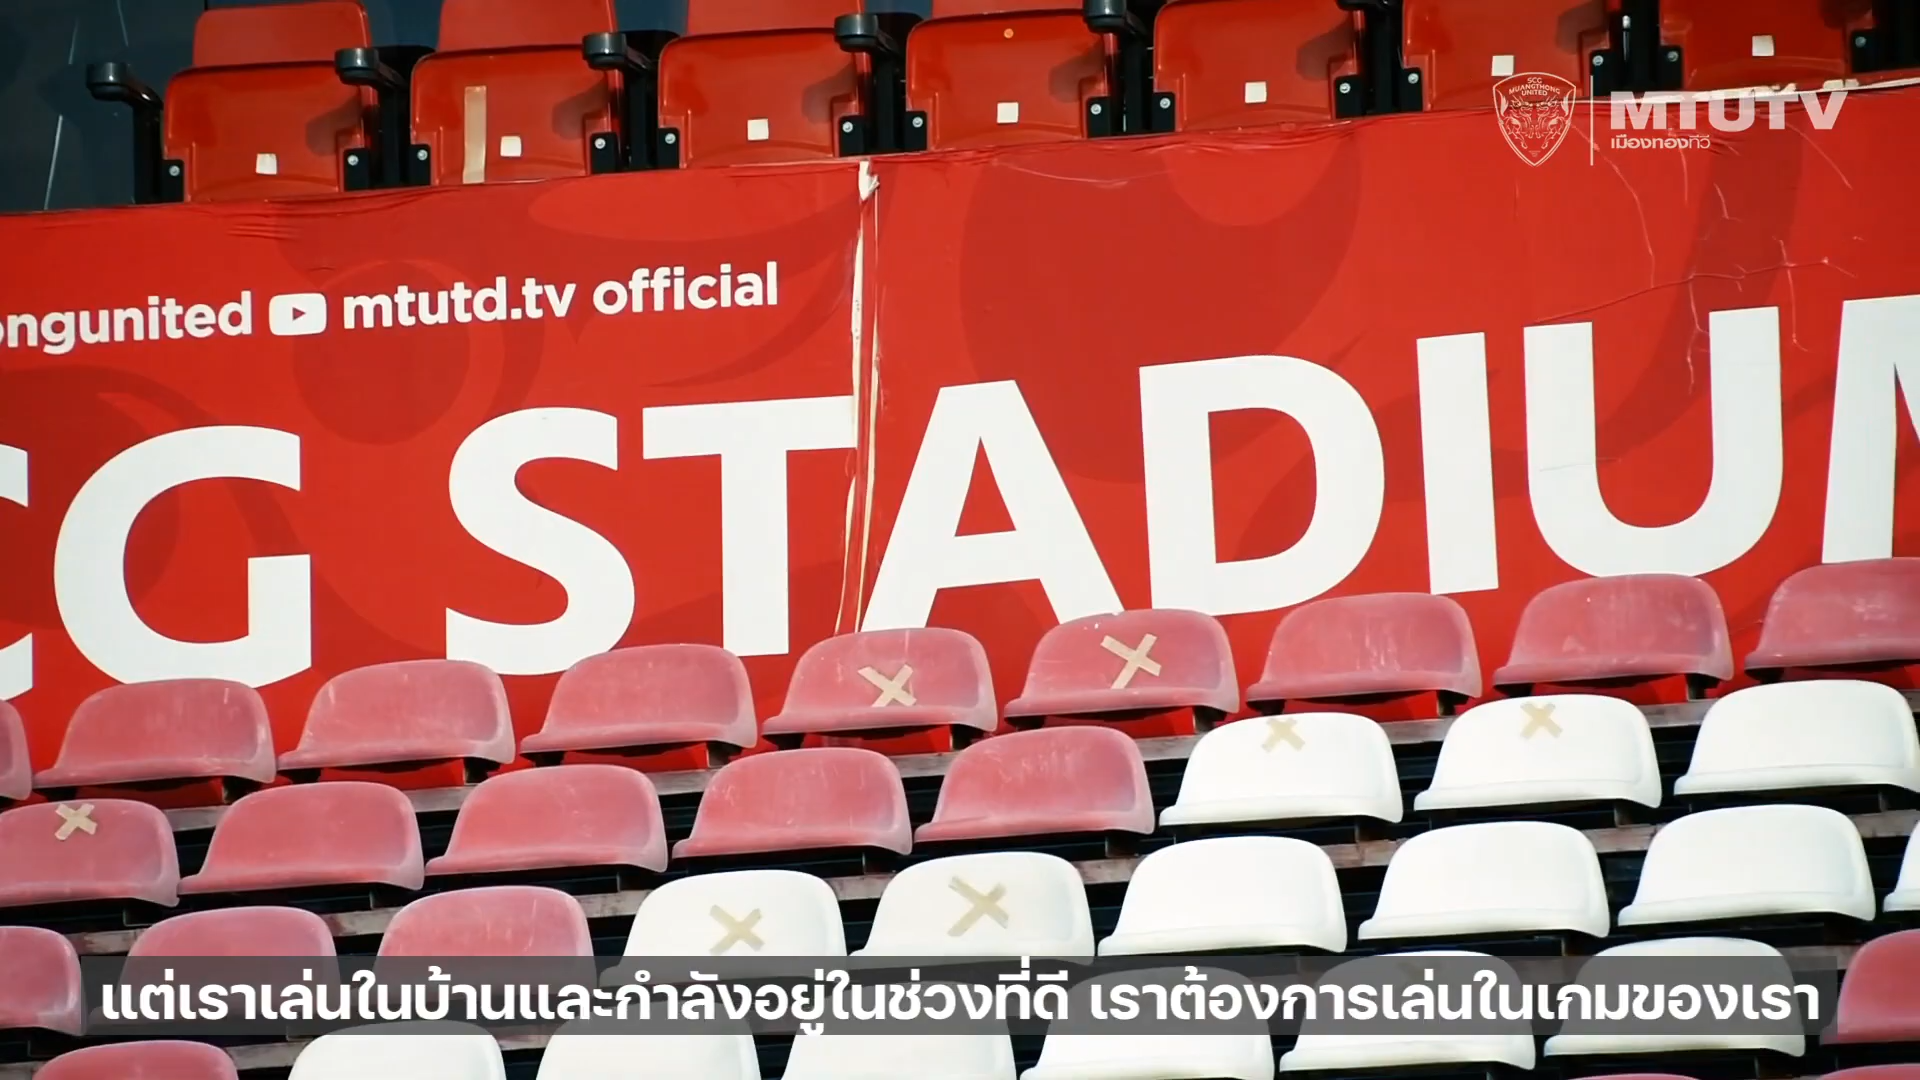 SCG
MUANGTHONG
UNITED
MTUTV
เมืองทองทีวี
ongunited mtutd.tv official
CG STADIUM
แต่เราเล่นในบ้านและกำลังอยู่ในช่วงที่ดี เราต้องการเล่นในเกมของเรา